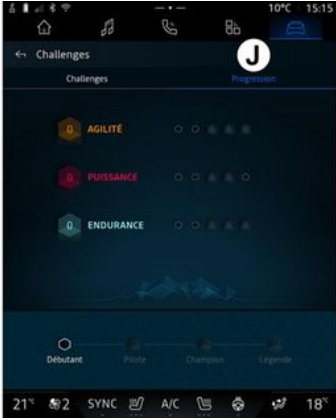 10°C 15:15
← Challenges
J
Challenges Progression
0 AGILITÉ
0 PUISSANCE
0 ENDURANCE
Débutant Pilote Champion Légende
21° 2 SYNC A/C 18°